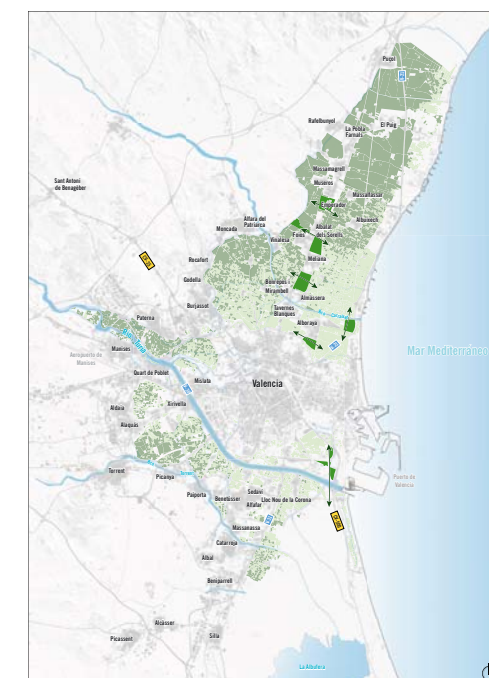 Puçol
Rafelbunyol
El Puig
La Pobla
Farnals
Massamagrell
Museros
Sant Antoni
de Benagéber
Massalfassar
Emperador
Albuixech
Alfara del
Patriarca
Moncada
Albalat
dels Sorells
Foios
Vinalesa
Meliana
Rocafort
Godella
Bonrepòs i
Mirambell
Almàssera
Burjassot
Tavernes
Blanques
Alboraya
Paterna
Manises
Aeropuerto de
Manises
Mar Mediterráneo
Quart de Poblet
Mislata
Valencia
Aldaia
Xirivella
Alaquàs
Torrent
Picanya
Paiporta
Benetússer
Sedaví
Alfafar
Lloc Nou de la Corona
Puerto de
Valencia
Massanassa
Catarroja
Albal
Beniparrell
Alcàsser
Picassent
Silla
La Albufera